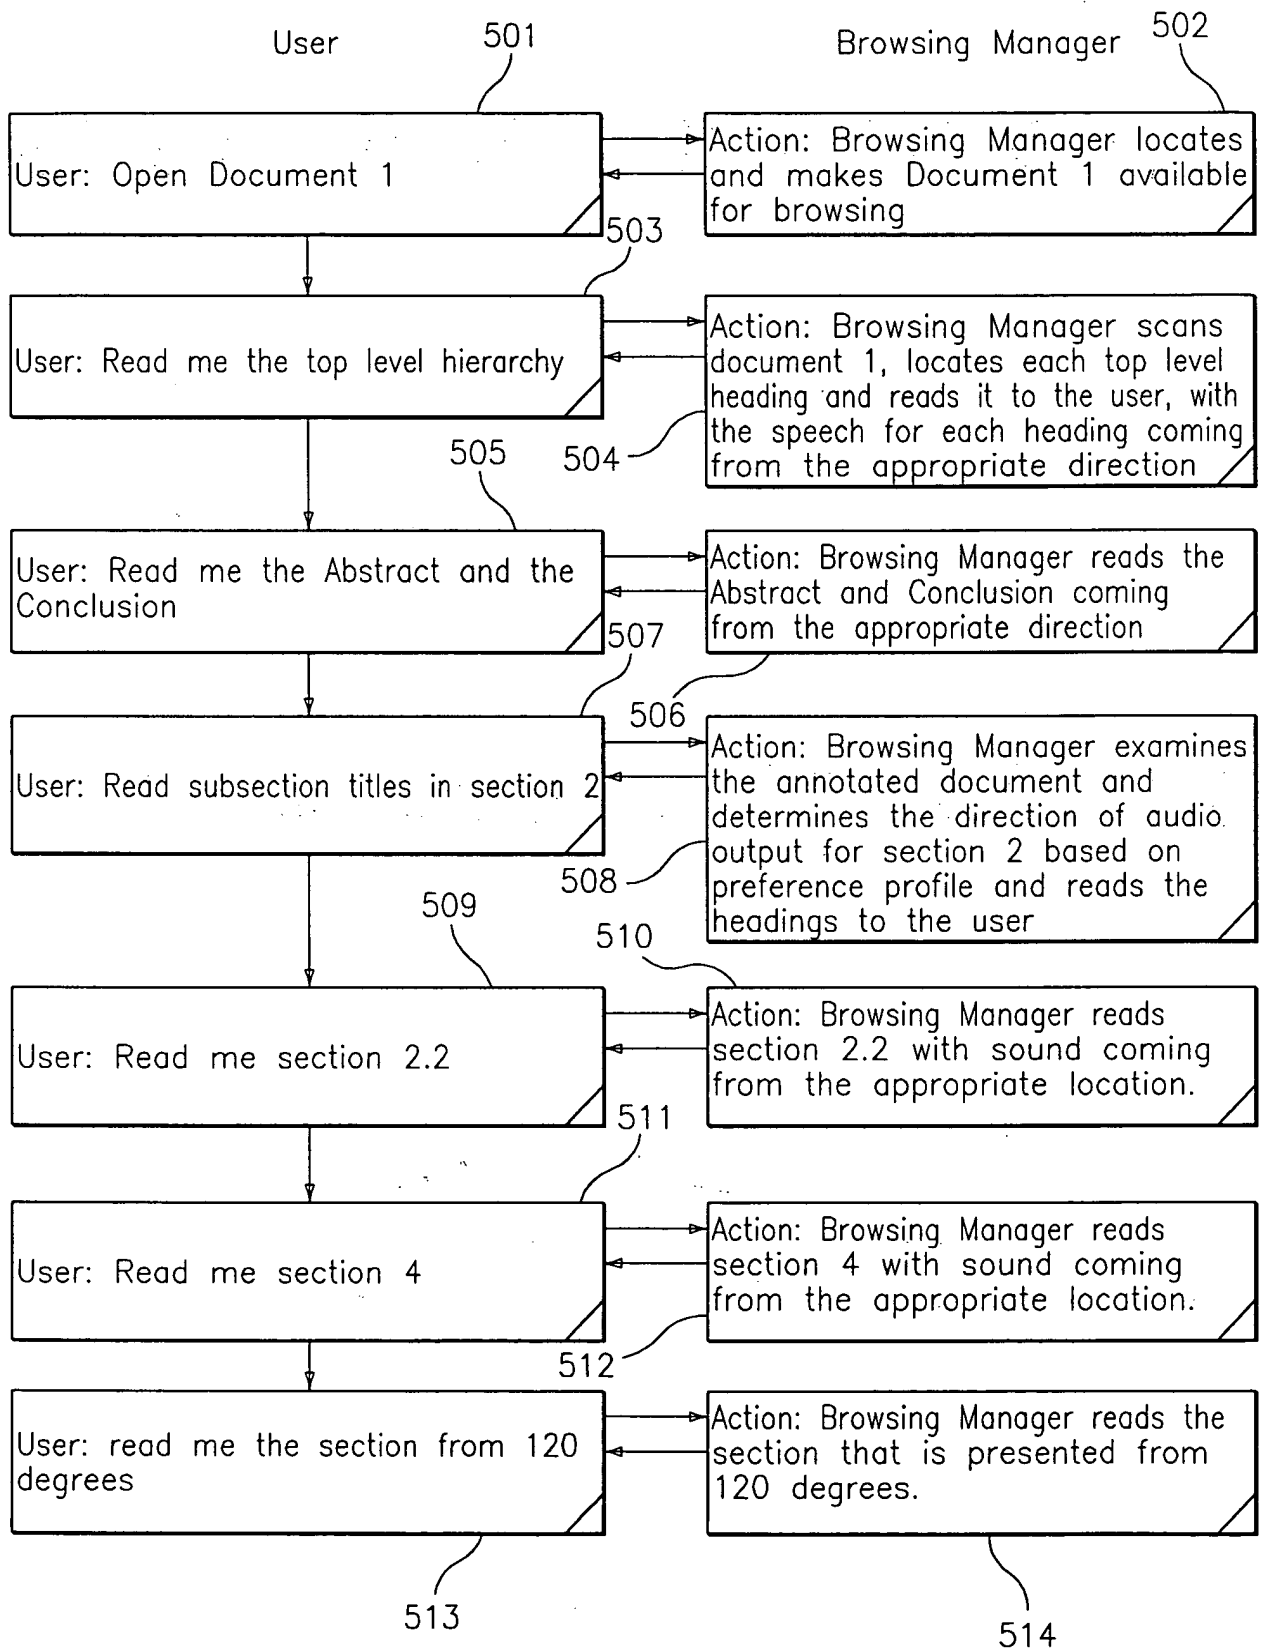 User
501
Browsing Manager
502
User: Open Document 1
Action: Browsing Manager locates
and makes Document 1 available
for browsing
503
User: Read me the top level hierarchy
Action: Browsing Manager scans
document 1, locates each top level
heading and reads it to the user, with
the speech for each heading coming
from the appropriate direction
504
505
User: Read me the Abstract and the
Conclusion
Action: Browsing Manager reads the
Abstract and Conclusion coming
from the appropriate direction
506
507
User: Read subsection titles in section 2
Action: Browsing Manager examines
the annotated document and
determines the direction of audio
output for section 2 based on
preference profile and reads the
headings to the user
508
509
510
User: Read me section 2.2
Action: Browsing Manager reads
section 2.2 with sound coming
from the appropriate location.
511
User: Read me section 4
Action: Browsing Manager reads
section 4 with sound coming
from the appropriate location.
512
User: read me the section from 120
degrees
Action: Browsing Manager reads the
section that is presented from
120 degrees.
513
514